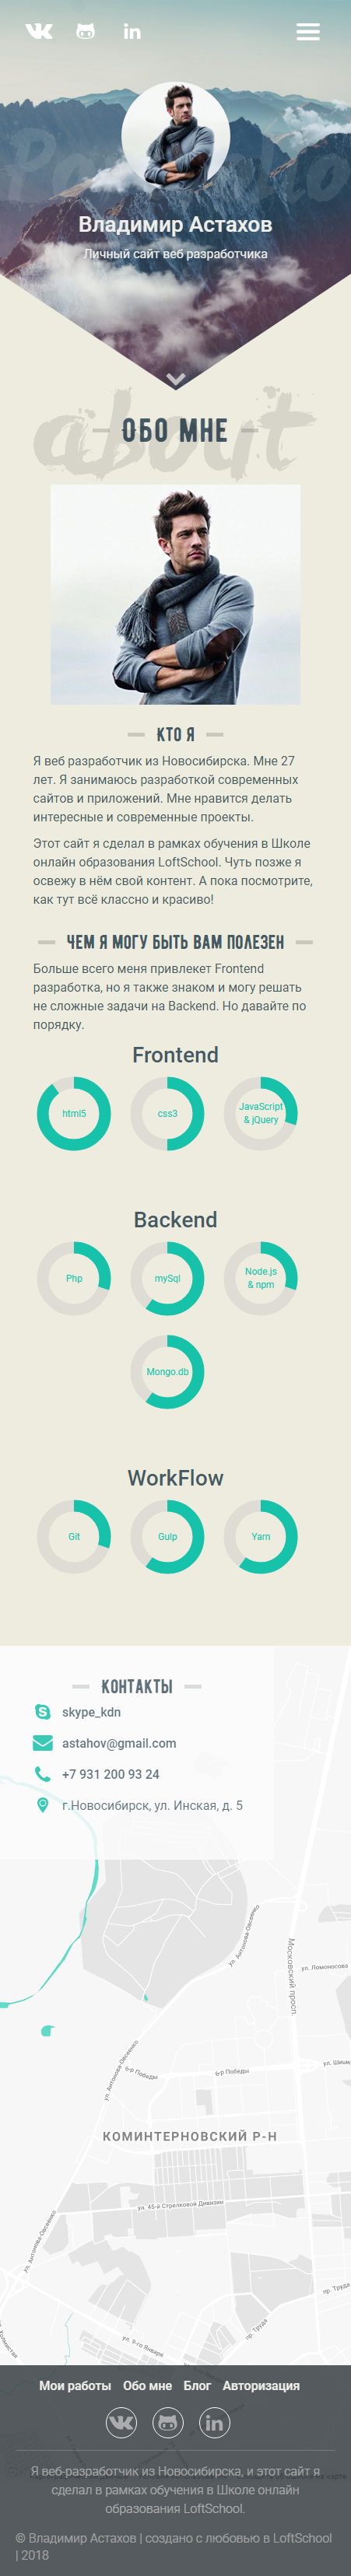 Владимир Астахов
Личный сайт веб разработчика
about
ОБО МНЕ
КТО Я
Я веб разработчик из Новосибирска. Мне 27
лет. Я занимаюсь разработкой современных
сайтов и приложений. Мне нравится делать
интересные и современные проекты.
Этот сайт я сделал в рамках обучения в Школе
онлайн образования LoftSchool. Чуть позже я
освежу в нём свой контент. А пока посмотрите,
как тут всё классно и красиво!
ЧЕМ Я МОГУ БЫТЬ ВАМ ПОЛЕЗЕН
Больше всего меня привлекет Frontend
разработка, но я также знаком и могу решать
не сложные задачи на Backend. Но давайте по
порядку.
Frontend
html5
css3
JavaScript
& jQuery
Backend
Php
mySql
Node.js
& npm
Mongo.db
WorkFlow
Git
Gulp
Yarn
КОНТАКТЫ
skype_kdn
astahov@gmail.com
+7 931 200 93 24
г.Новосибирск, ул. Инская, д. 5
ул. Антонова-Овсеенко
Московский просп.
ул. Ломоносова
ул. Антонова-Овсеенко
б-р Победы
б-р Победы
ул. Шишк
КОМИНТЕРНОВСКИЙ Р-Н
ул. 45-й Стрелковой Дивизии
ул. Антонова-Овсеенко
пр. Труда
пр. Труда
ул. 9-го Января
Мои работы Обо мне Блог Авторизация
Я веб-разработчик из Новосибирска, и этот сайт я
сделал в рамках обучения в Школе онлайн
образования LoftSchool.
© Владимир Астахов | создано с любовью в LoftSchool
| 2018